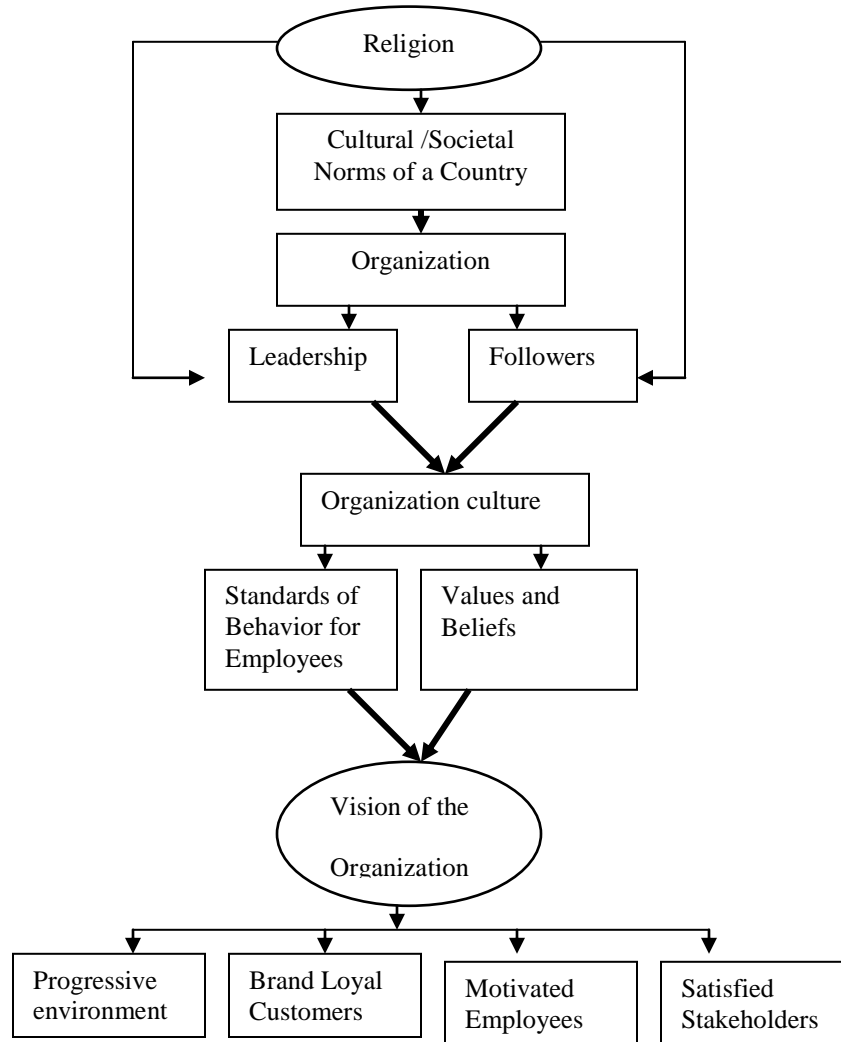 Religion
Cultural /Societal
Norms of a Country
Organization
Leadership
Followers
Organization culture
Standards of
Behavior for
Employees
Values and
Beliefs
Vision of the
Organization
Progressive
environment
Brand Loyal
Customers
Motivated
Employees
Satisfied
Stakeholders